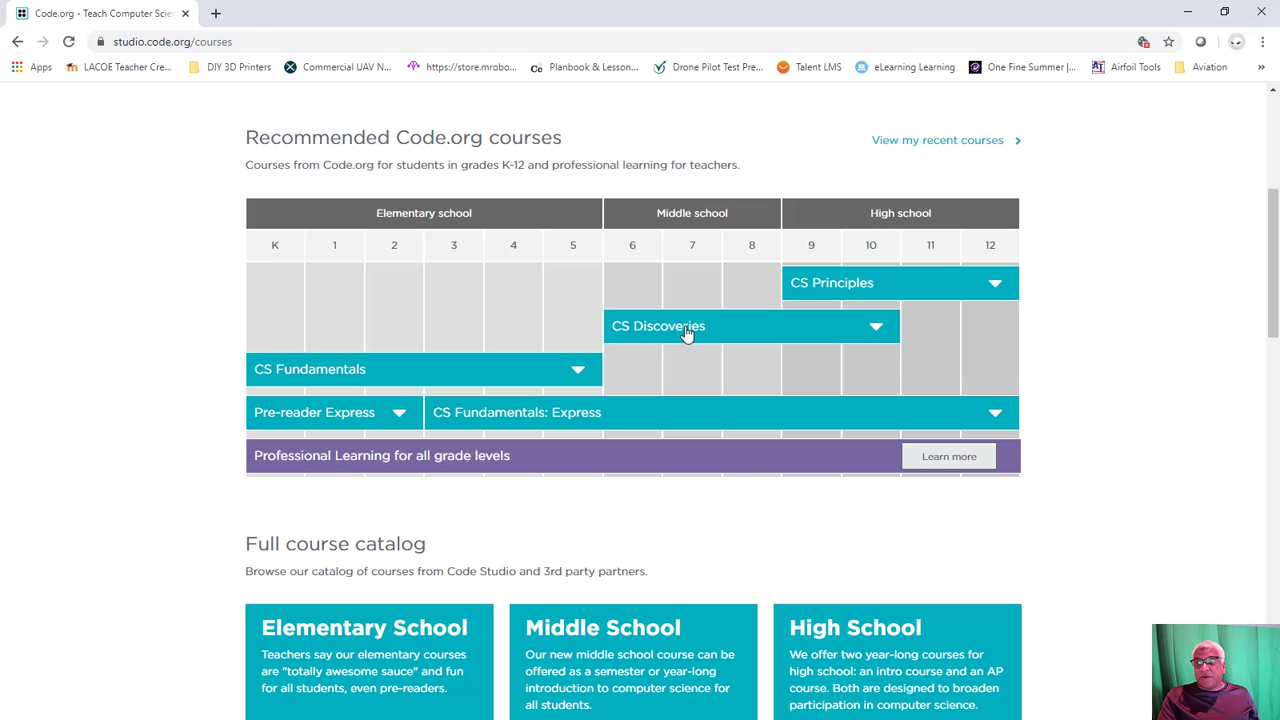 Code.org - Teach Computer Scier
studio.code.org/courses
Apps
LACOE Teacher Cre...
DIY 3D Printers
Commercial UAV N...
https://store.mrobo...
Planbook & Lesson...
Drone Pilot Test Pre...
Talent LMS
eLearning Learning
One Fine Summer |...
Airfoil Tools
Aviation
»
Recommended Code.org courses
View my recent courses
Courses from Code.org for students in grades K-12 and professional learning for teachers.
Elementary school Middle school High school
K 1 2 3 4 5 6 7 8 9 10 11 12
CS Principles
CS Discoveries
CS Fundamentals
Pre-reader Express CS Fundamentals: Express
Professional Learning for all grade levels Learn more
Full course catalog
Browse our catalog of courses from Code Studio and 3rd party partners.
Elementary School
Teachers say our elementary courses
are "totally awesome sauce" and fun
for all students, even pre-readers.
Middle School
Our new middle school course can be
offered as a semester or year-long
introduction to computer science for
all students.
High School
We offer two year-long courses for
high school: an intro course and an AP
course. Both are designed to broaden
participation in computer science.